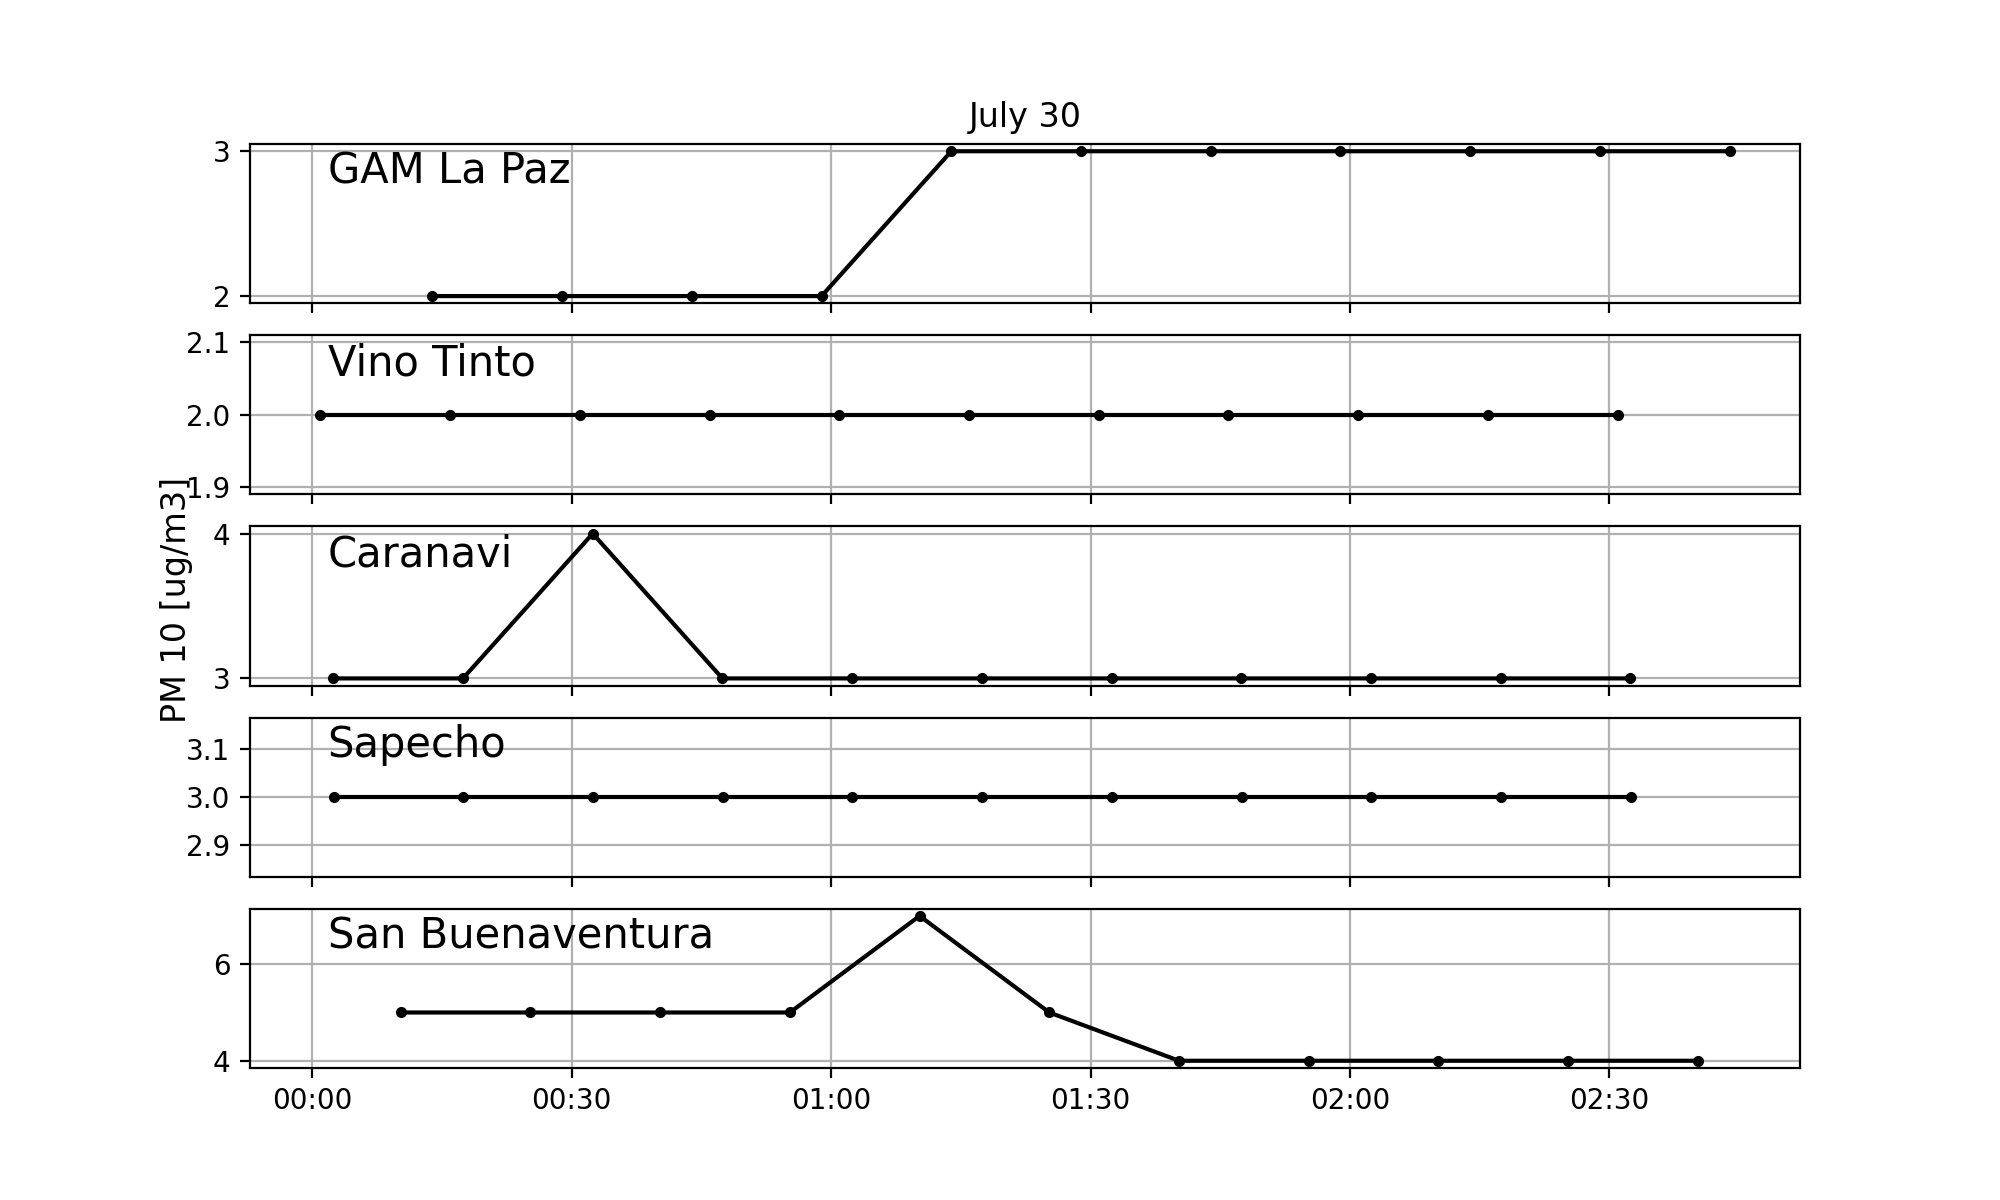 July 30
3
GAM La Paz
2
2.1
Vino Tinto
2.0
1.9
PM 10 [ug/m3]
4
Caranavi
3
Sapecho
3.1
3.0
2.9
San Buenaventura
6
4
00:00 00:30 01:00 01:30 02:00 02:30